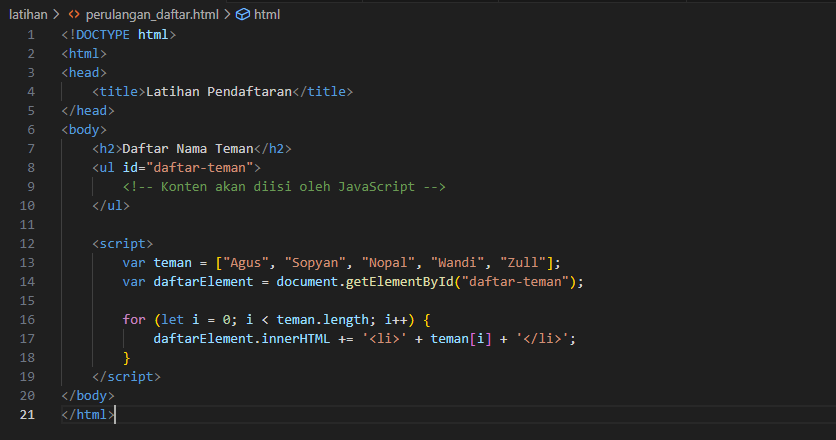 latihan > <> perulangan_daftar.html > html
1 <!DOCTYPE html>
2 <html>
3 <head>
4     <title>Latihan Pendaftaran</title>
5 </head>
6 <body>
7     <h2>Daftar Nama Teman</h2>
8     <ul id="daftar-teman">
9         <!-- Konten akan diisi oleh JavaScript -->
10     </ul>
11
12     <script>
13         var teman = ["Agus", "Sopyan", "Nopal", "Wandi", "Zull"];
14         var daftarElement = document.getElementById("daftar-teman");
15
16         for (let i = 0; i < teman.length; i++) {
17             daftarElement.innerHTML += '<li>' + teman[i] + '</li>';
18         }
19     </script>
20 </body>
21 </html>